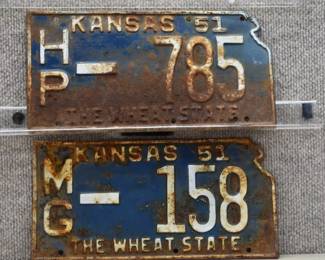 KANSAS 51
HP - 785
THE WHEAT STATE
KANSAS 51
MG - 158
THE WHEAT STATE